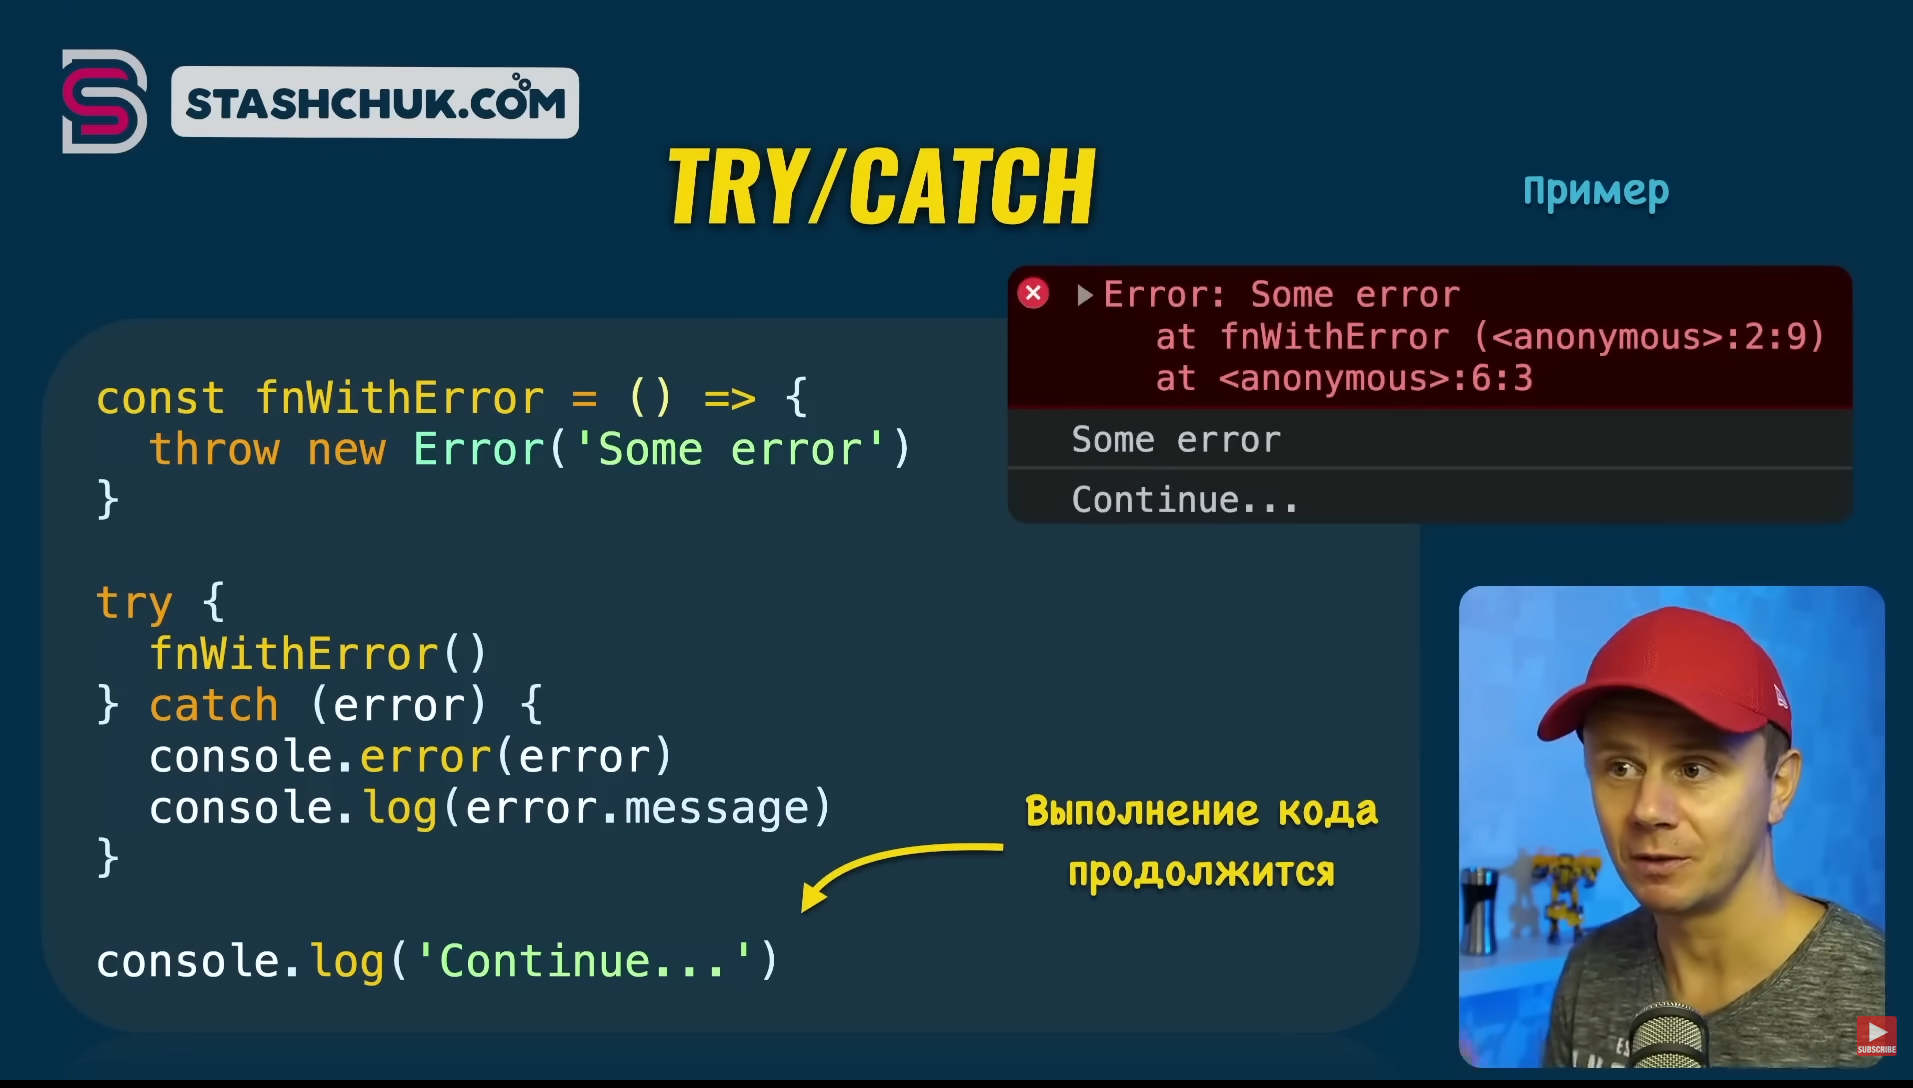 STASHCHUK.COM
TRY/CATCH
Пример
Error: Some error
at fnWithError (<anonymous>:2:9)
at <anonymous>:6:3
Some error
Continue...
const fnWithError = () => {
  throw new Error('Some error')
}
try {
  fnWithError()
} catch (error) {
  console.error(error)
  console.log(error.message)
}
console.log('Continue...')
Выполнение кода
продолжится
SUBSCRIBE